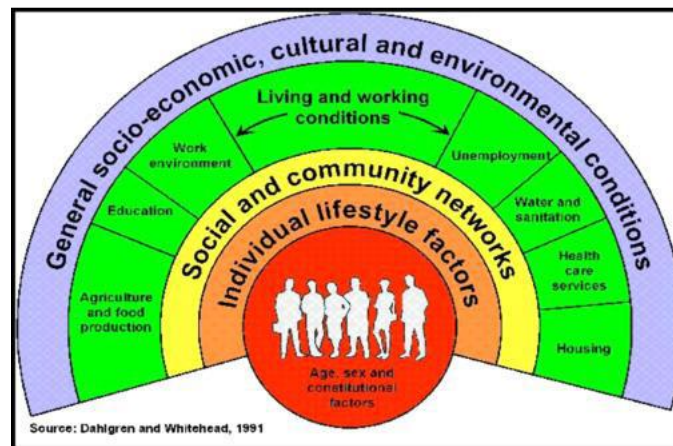 General socio-economic, cultural and environmental conditions
Living and working
conditions
Agriculture
and food
production
Education
Work
environment
Unemployment
Water and
sanitation
Health
care
services
Housing
Social and community networks
Individual lifestyle factors
Age, sex and
constitutional
factors
Source: Dahlgren and Whitehead, 1991